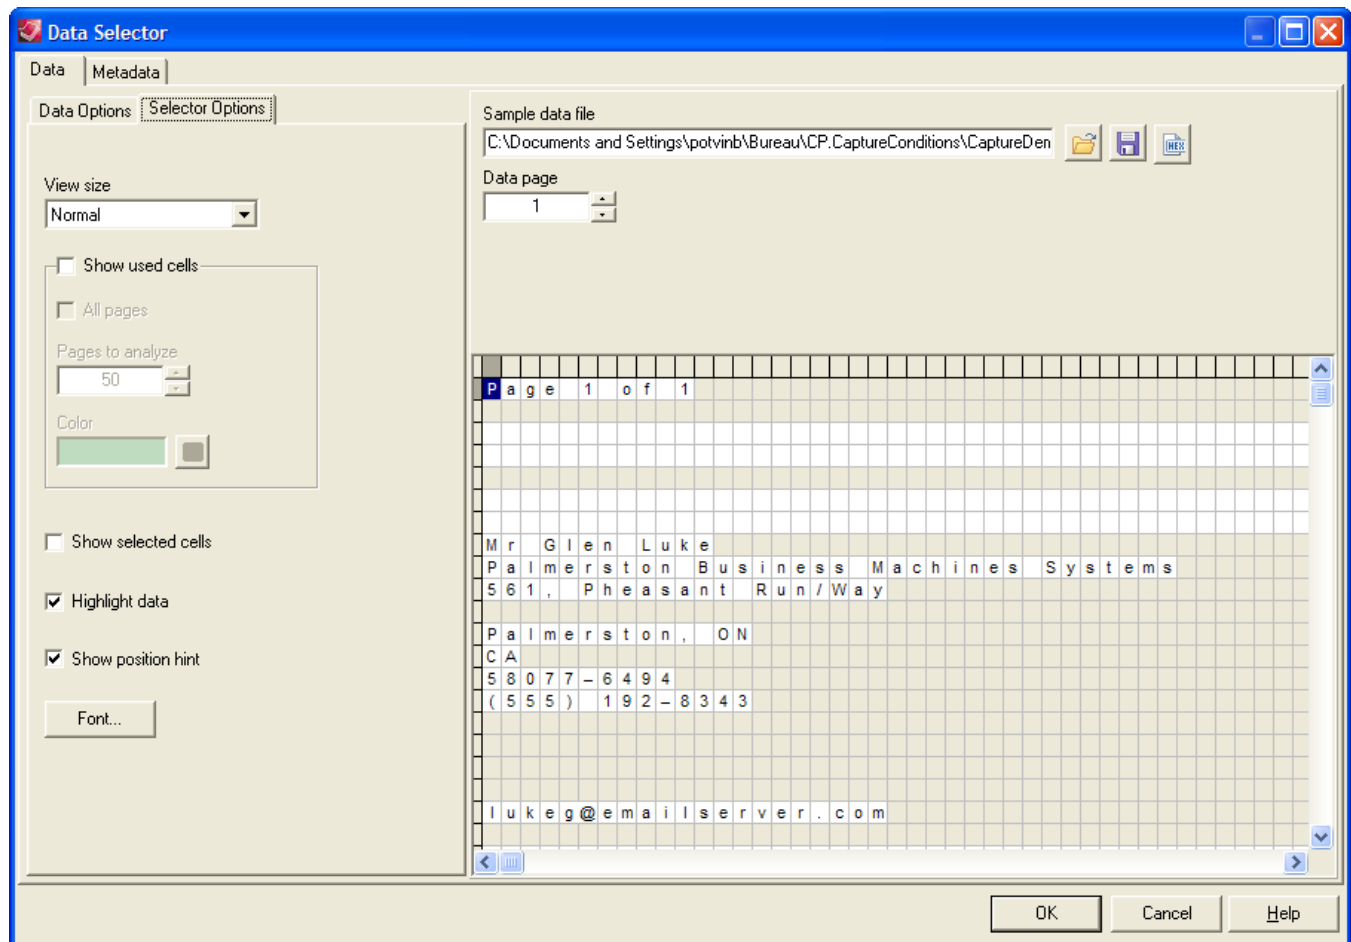 Data Selector
Data
Metadata
Data Options
Selector Options
View size
Normal
Show used cells
All pages
Pages to analyze
50
Color
Show selected cells
Highlight data
Show position hint
Font...
Sample data file
C:\Documents and Settings\potvinb\Bureau\CP.CaptureConditions\CaptureDen
HEX
Data page
1
Page 1 of 1
Mr Glen Luke
Palmerston Business Machines Systems
561, Pheasant Run/Way
Palmerston, ON
CA
58077-6494
(555) 192-8343
lukeg@emailserver.com
OK
Cancel
Help